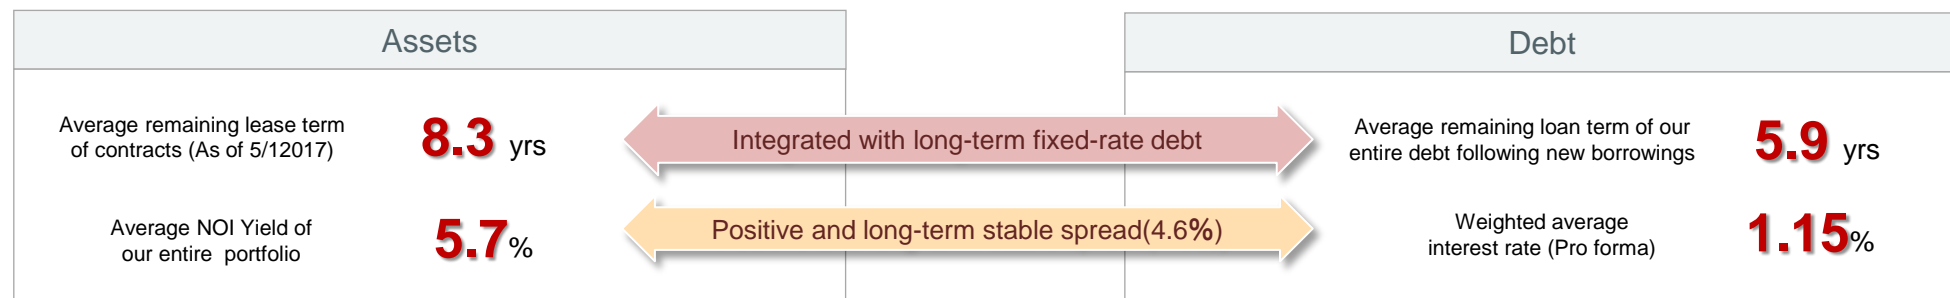 Assets
Debt
Average remaining lease term
of contracts (As of 5/12017)
8.3 yrs
Integrated with long-term fixed-rate debt
Average remaining loan term of our
entire debt following new borrowings
5.9 yrs
Average NOI Yield of
our entire portfolio
5.7%
Positive and long-term stable spread(4.6%)
Weighted average
interest rate (Pro forma)
1.15%